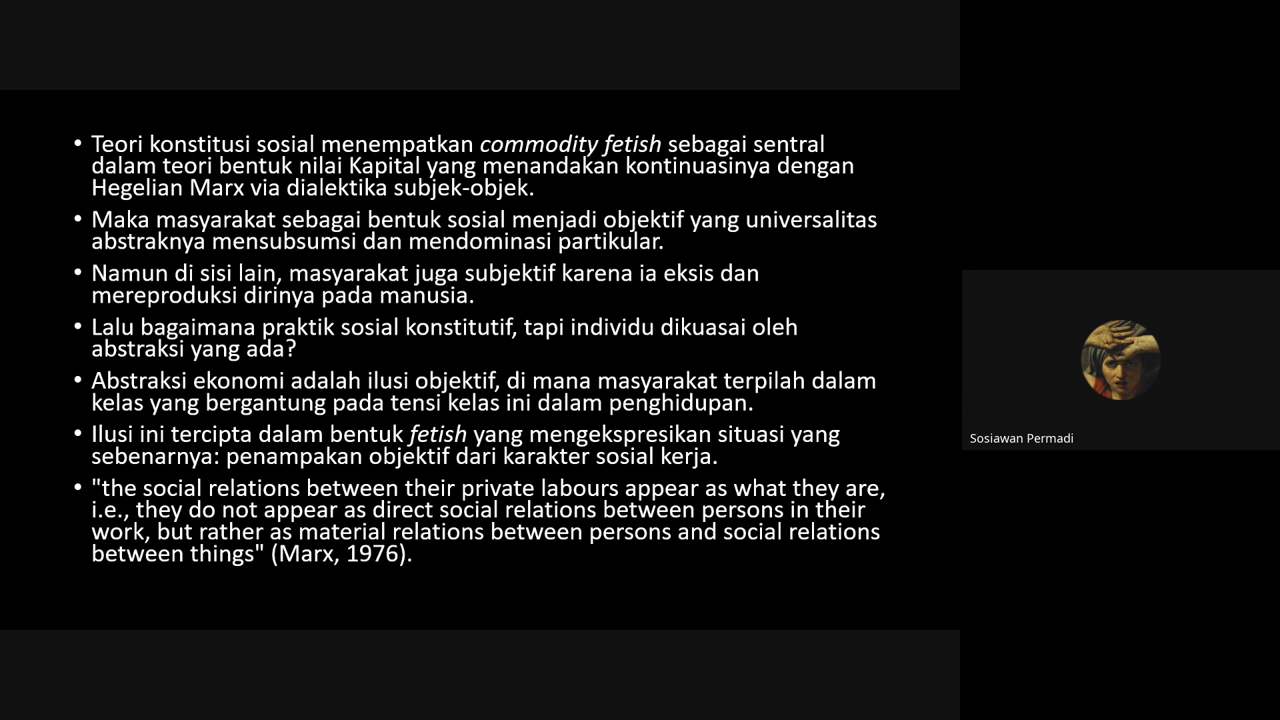 • Teori konstitusi sosial menempatkan commodity fetish sebagai sentral
dalam teori bentuk nilai Kapital yang menandakan kontinuasinya dengan
Hegelian Marx via dialektika subjek-objek.
• Maka masyarakat sebagai bentuk sosial menjadi objektif yang universalitas
abstraknya mensubsumsi dan mendominasi partikular.
• Namun di sisi lain, masyarakat juga subjektif karena ia eksis dan
mereproduksi dirinya pada manusia.
• Lalu bagaimana praktik sosial konstitutif, tapi individu dikuasai oleh
abstraksi yang ada?
• Abstraksi ekonomi adalah ilusi objektif, di mana masyarakat terpilah dalam
kelas yang bergantung pada tensi kelas ini dalam penghidupan.
• Ilusi ini tercipta dalam bentuk fetish yang mengekspresikan situasi yang
sebenarnya: penampakan objektif dari karakter sosial kerja.
• "the social relations between their private labours appear as what they are,
i.e., they do not appear as direct social relations between persons in their
work, but rather as material relations between persons and social relations
between things" (Marx, 1976).
Sosiawan Permadi